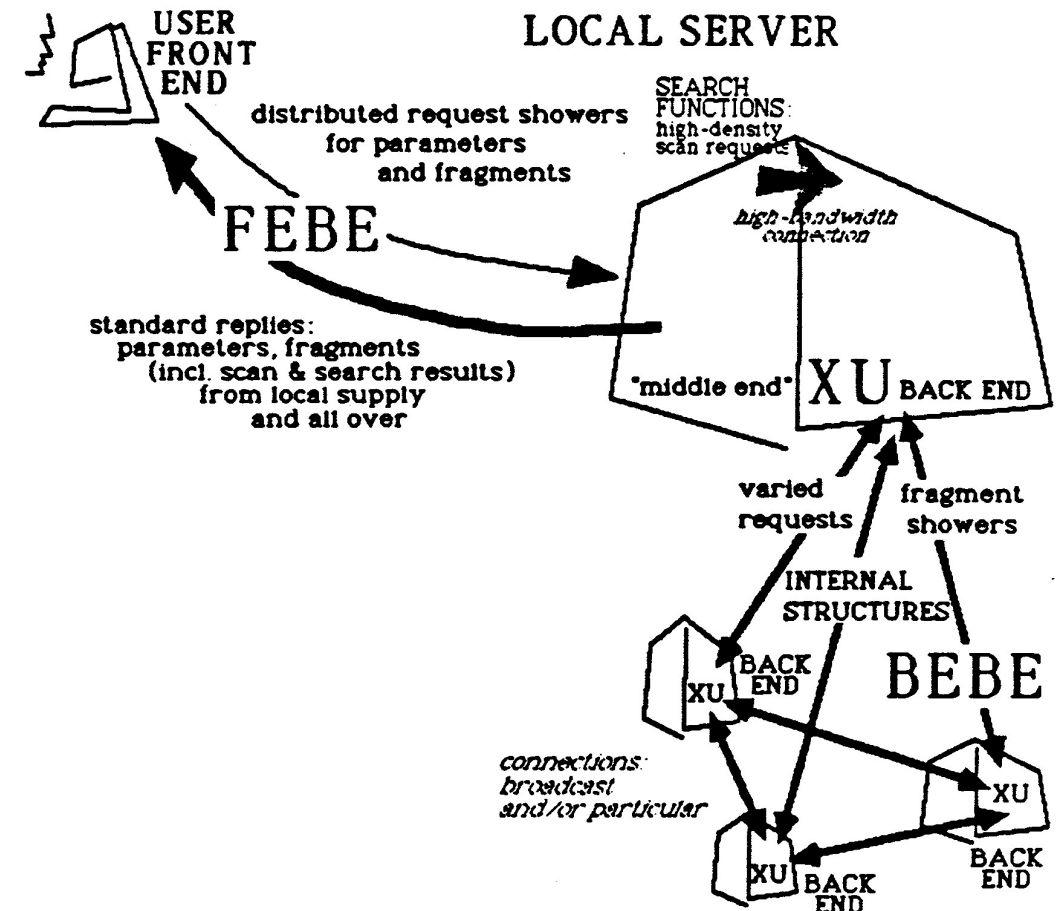 USER
FRONT
END
LOCAL SERVER
SEARCH
FUNCTIONS:
high-density
scan requests
distributed request showers
for parameters
and fragments
high-bandwidth
connection
FEBE
standard replies:
parameters, fragments
(incl. scan & search results)
from local supply
and all over
"middle end"
XU BACK END
varied
requests
fragment
showers
INTERNAL
STRUCTURES
BEBE
XU
BACK
END
connections:
broadcast
and/or particular
XU
BACK
END
XU
BACK
END